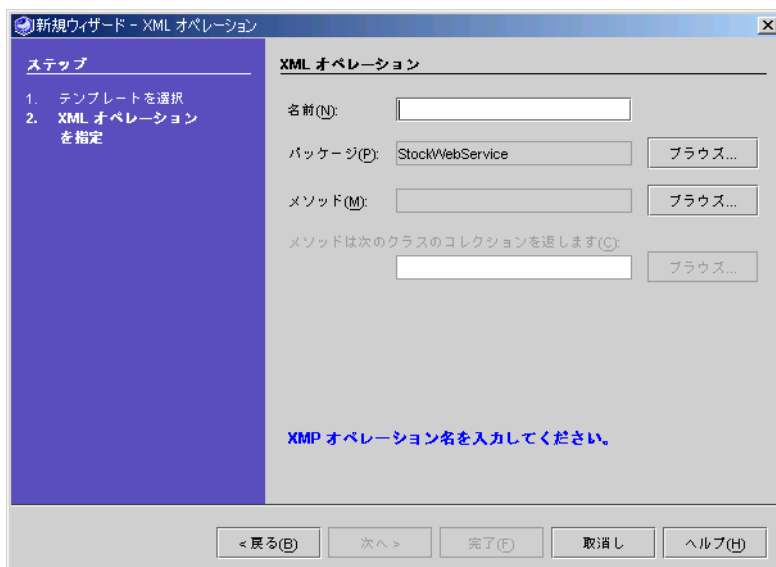 新規ウィザード - XML オペレーション
ステップ
1. テンプレートを選択
2. XML オペレーション
を指定
XML オペレーション
名前(N):
パッケージ(P): StockWebService ブラウズ...
メソッド(M): ブラウズ...
メソッドは次のクラスのコレクションを返します(C):
ブラウズ...
XMP オペレーション名を入力してください。
< 戻る(B) 次へ > 完了(F) 取消し ヘルプ(H)